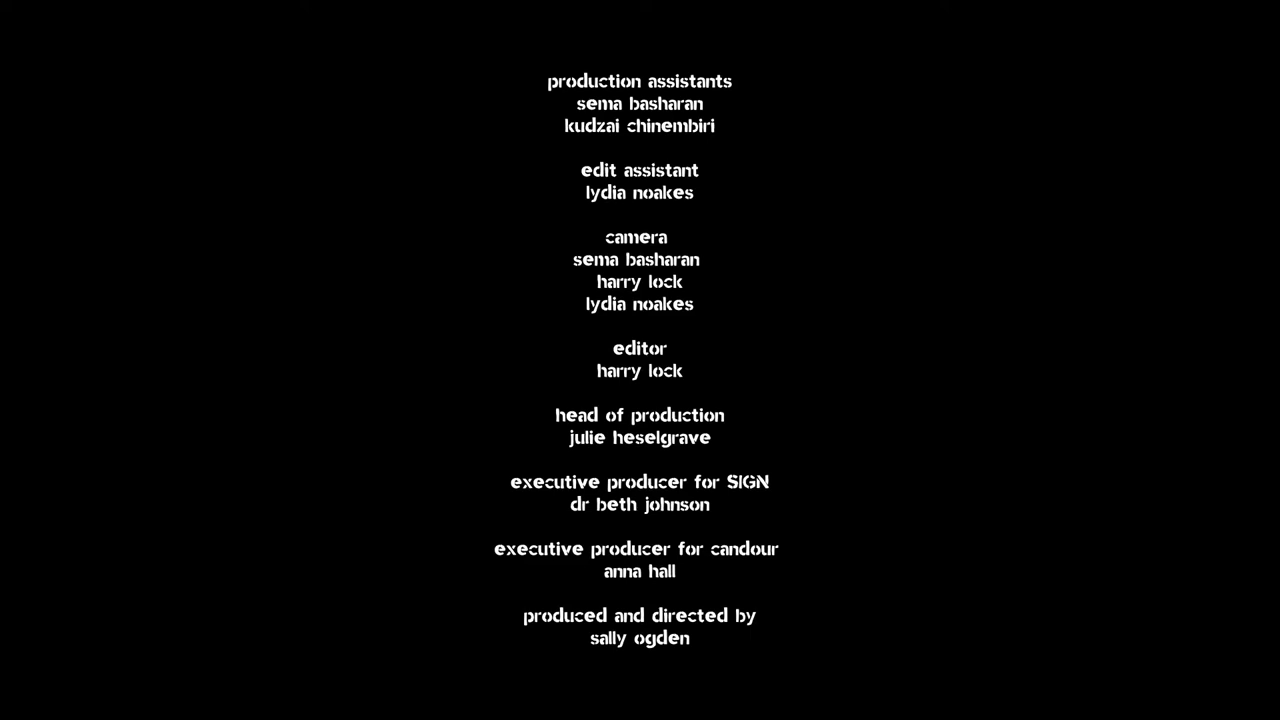 production assistants
sema basharan
kudzai chinembiri
edit assistant
lydia noakes
camera
sema basharan
harry lock
lydia noakes
editor
harry lock
head of production
julie heselgrave
executive producer for SIGN
dr beth johnson
executive producer for candour
anna hall
produced and directed by
sally ogden